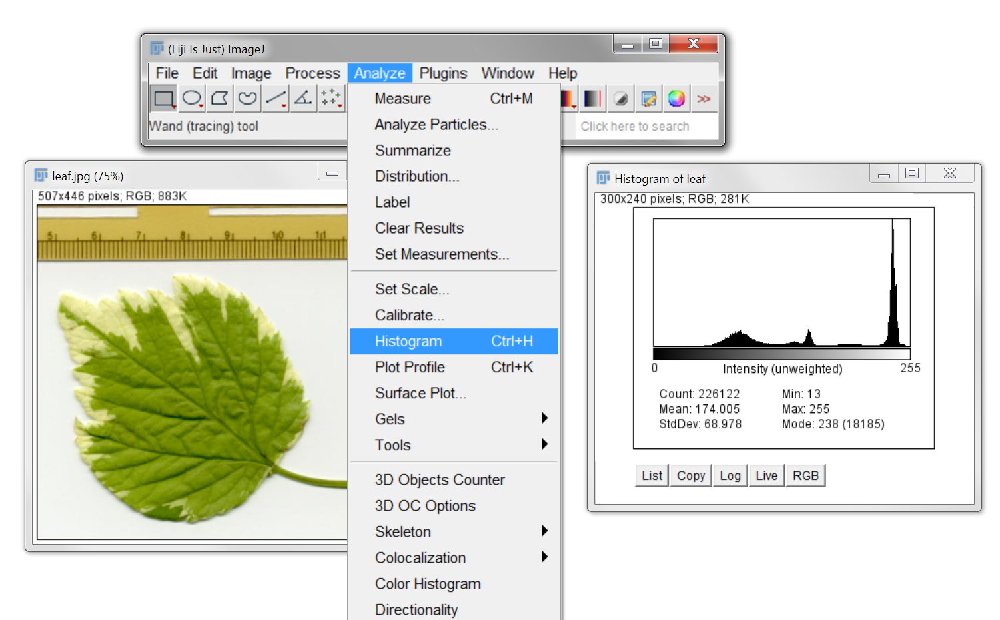 (Fiji Is Just) ImageJ
File Edit Image Process Analyze Plugins Window Help
Wand (tracing) tool
Click here to search
Measure Ctrl+M
Analyze Particles...
Summarize
Distribution...
Label
Clear Results
Set Measurements...
Set Scale...
Calibrate...
Histogram Ctrl+H
Plot Profile Ctrl+K
Surface Plot...
Gels
Tools
3D Objects Counter
3D OC Options
Skeleton
Colocalization
Color Histogram
Directionality
leaf.jpg (75%)
507x446 pixels; RGB; 883K
5 6 7 8 9 10 11
Histogram of leaf
300x240 pixels; RGB; 281K
0 Intensity (unweighted) 255
Count: 226122 Min: 13
Mean: 174.005 Max: 255
StdDev: 68.978 Mode: 238 (18185)
List Copy Log Live RGB